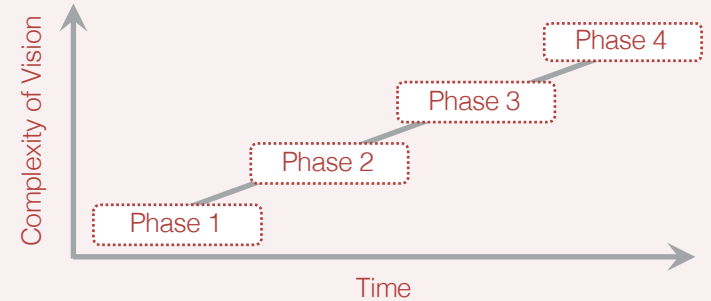 Complexity of Vision
Phase 4
Phase 3
Phase 2
Phase 1
Time